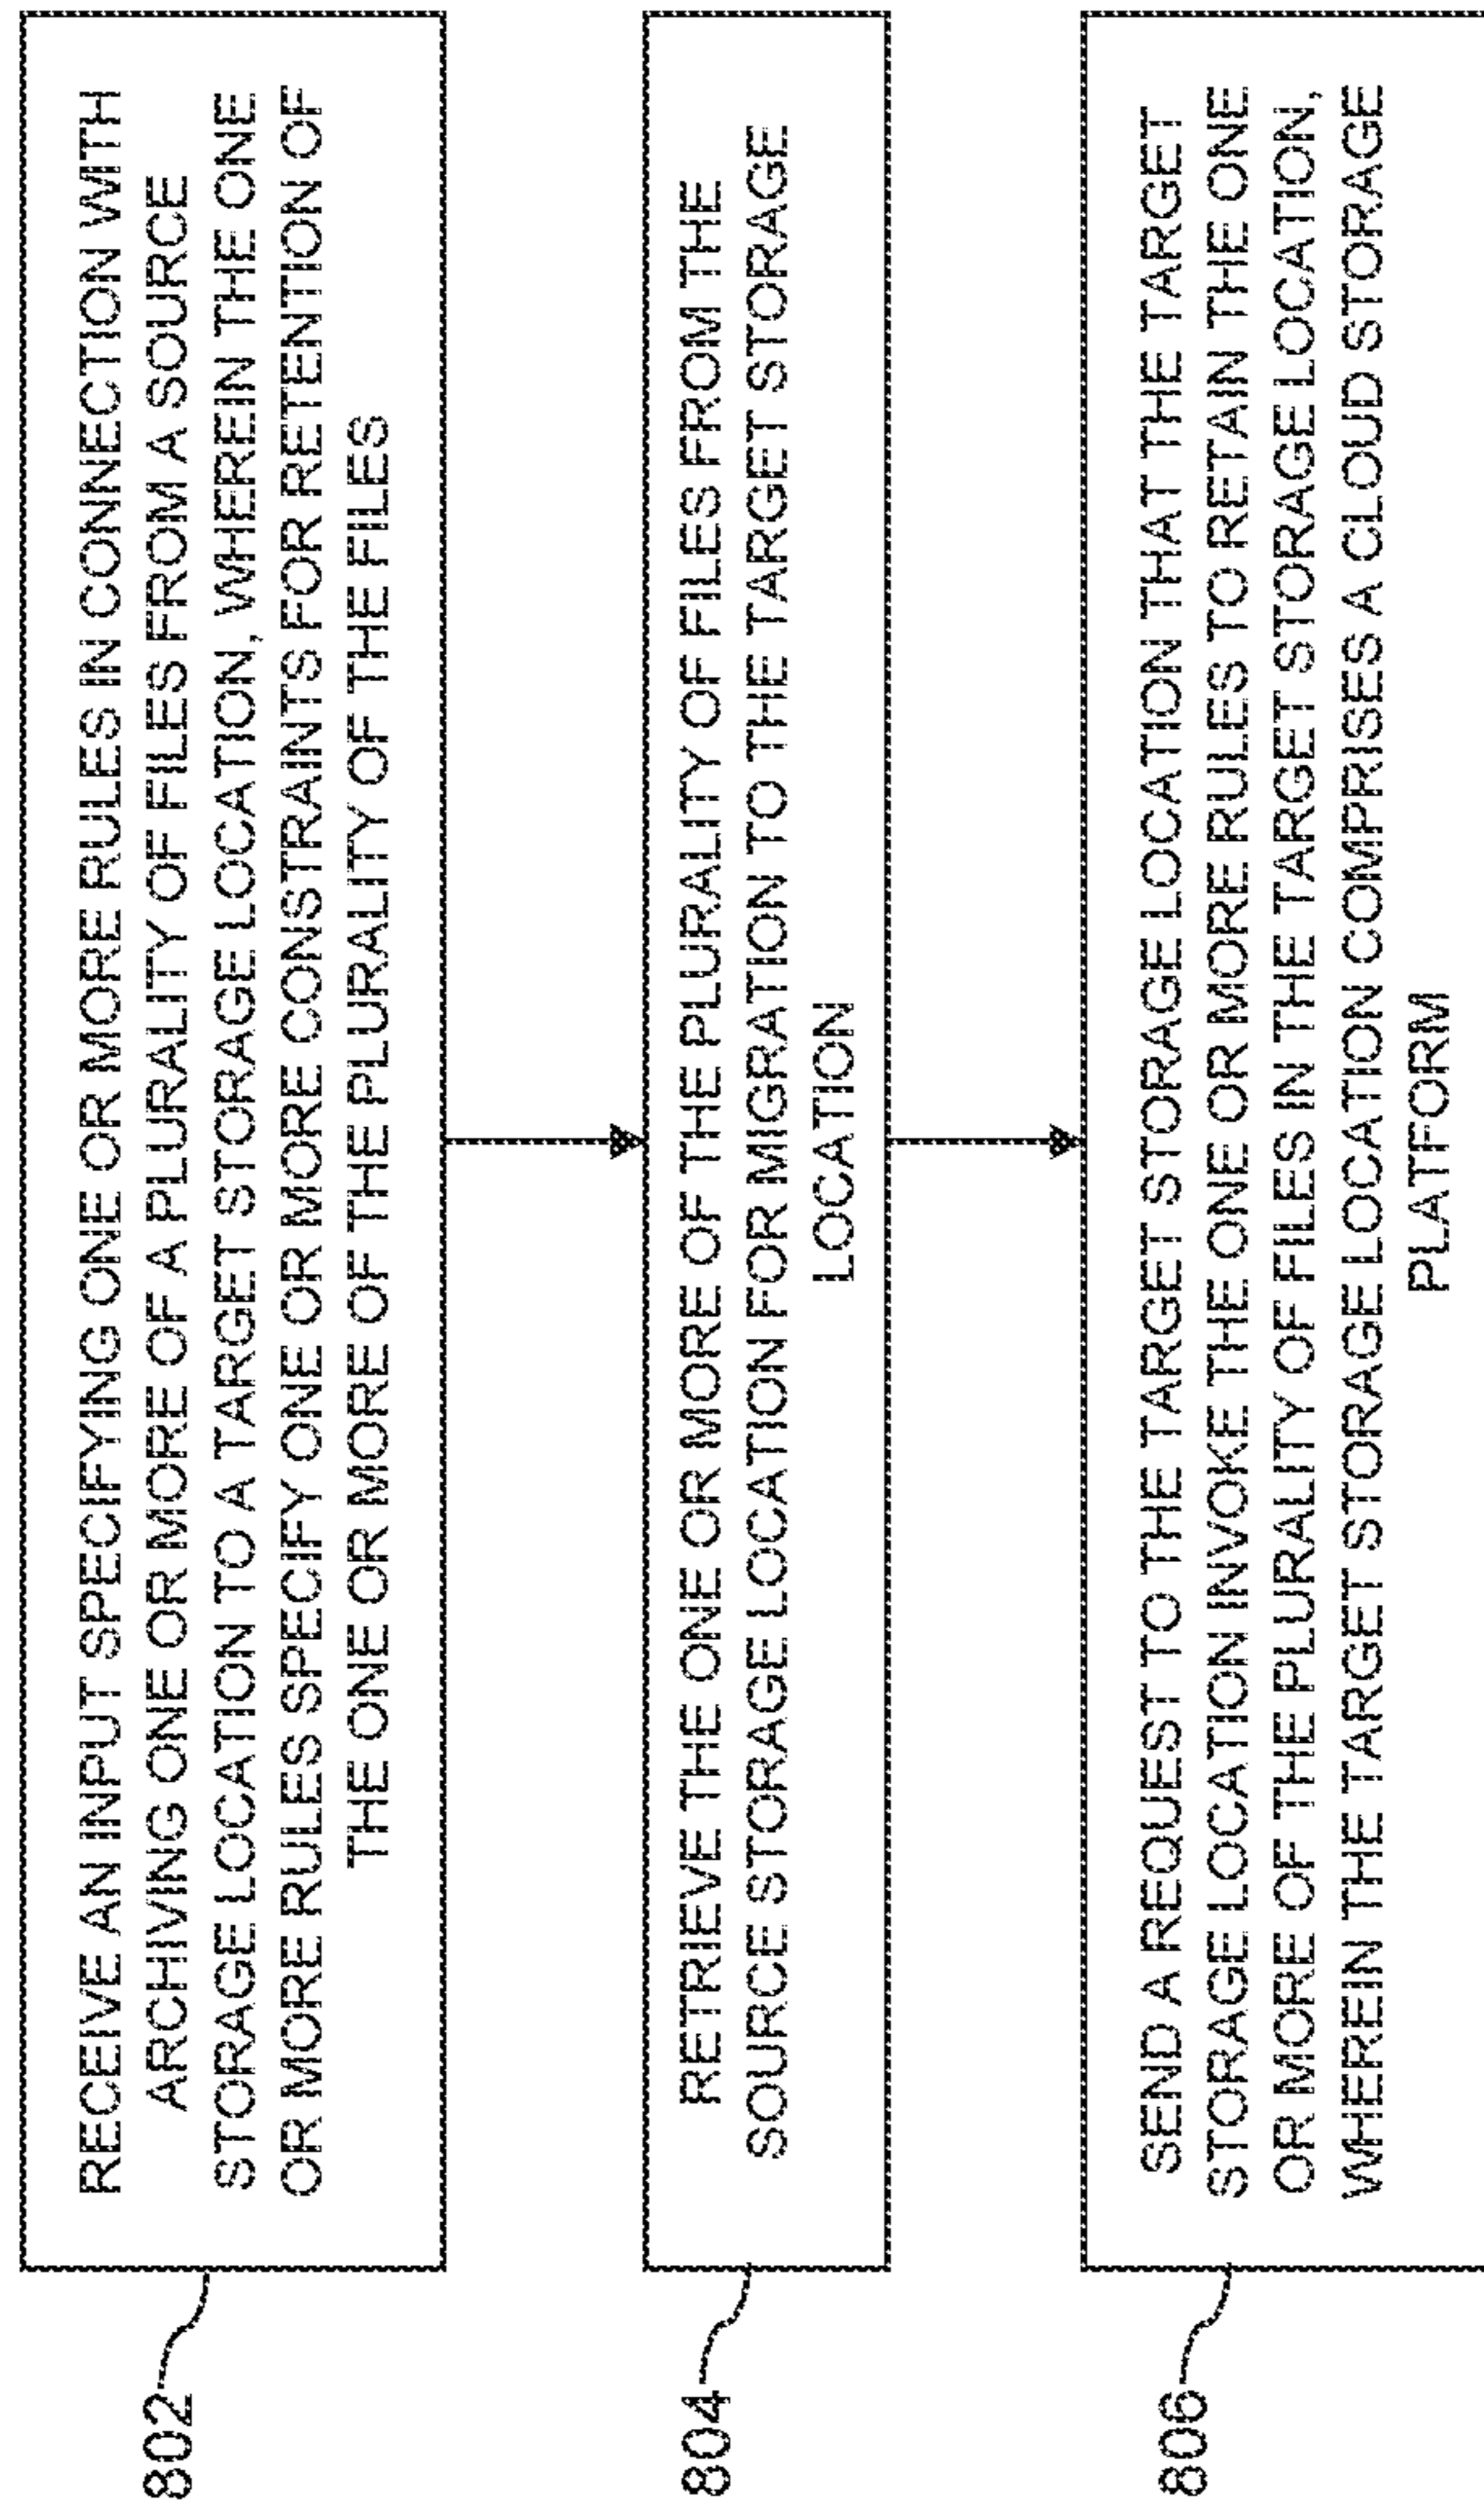 802
RECEIVE AN INPUT SPECIFYING ONE OR MORE RULES IN CONNECTION WITH
ARCHIVING ONE OR MORE OF A PLURALITY OF FILES FROM A SOURCE
STORAGE LOCATION TO A TARGET STORAGE LOCATION, WHEREIN THE ONE
OR MORE RULES SPECIFY ONE OR MORE CONSTRAINTS FOR RETENTION OF
THE ONE OR MORE OF THE PLURALITY OF THE FILES
804
RETRIEVE THE ONE OR MORE OF THE PLURALITY OF FILES FROM THE
SOURCE STORAGE LOCATION FOR MIGRATION TO THE TARGET STORAGE
LOCATION
806
SEND A REQUEST TO THE TARGET STORAGE LOCATION THAT THE TARGET
STORAGE LOCATION INVOKE THE ONE OR MORE RULES TO RETAIN THE ONE
OR MORE OF THE PLURALITY OF FILES IN THE TARGET STORAGE LOCATION,
WHEREIN THE TARGET STORAGE LOCATION COMPRISES A CLOUD STORAGE
PLATFORM